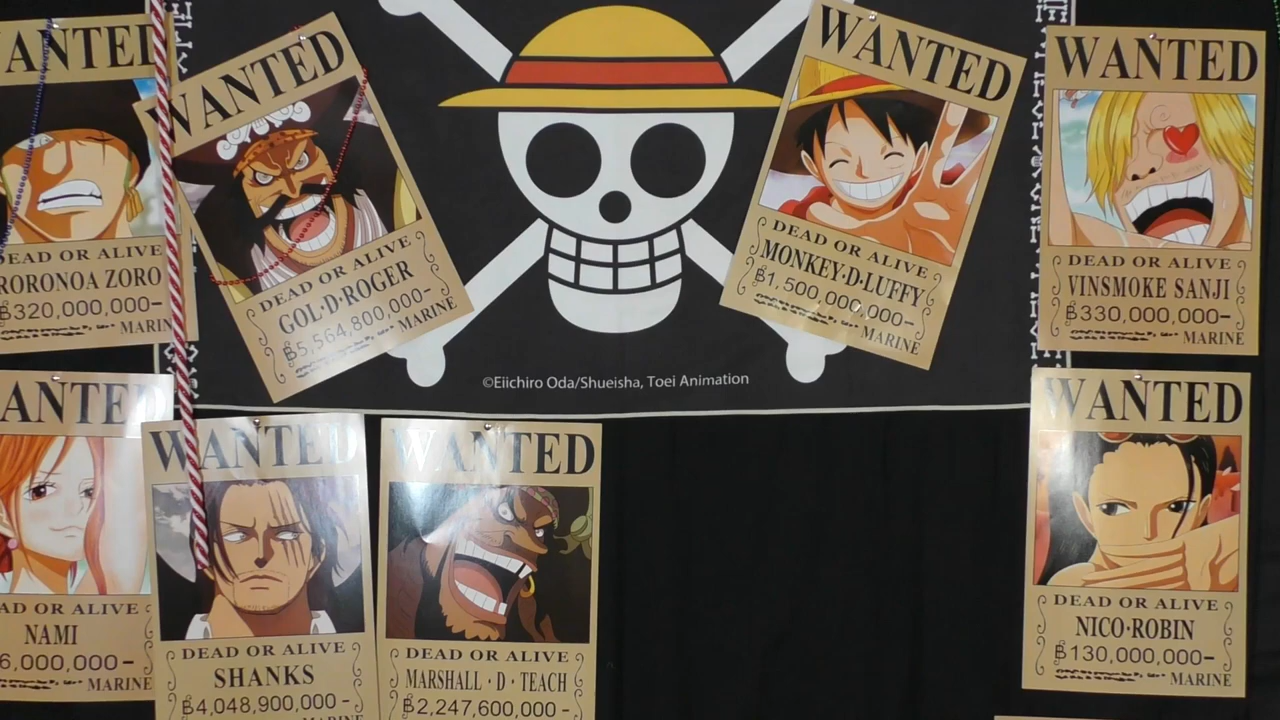 WANTED
DEAD OR ALIVE
RORONOA ZORO
฿320,000,000-
MARIN
WANTED
DEAD OR ALIVE
GOL·D·ROGER
฿5,564,800,000-
MARINE
WANTED
DEAD OR ALIVE
MONKEY·D·LUFFY
฿1,500,000,000-
MARINE
WANTED
DEAD OR ALIVE
VINSMOKE SANJI
฿330,000,000-
MARINE
©Eiichiro Oda/Shueisha, Toei Animation
ANTED
AD OR ALIVE
NAMI
6,000,000-
MARINE
WANTED
DEAD OR ALIVE
SHANKS
฿4,048,900,000-
MARINE
WANTED
DEAD OR ALIVE
MARSHALL·D·TEACH
฿2,247,600,000-
WANTED
DEAD OR ALIVE
NICO·ROBIN
฿130,000,000-
MARINE